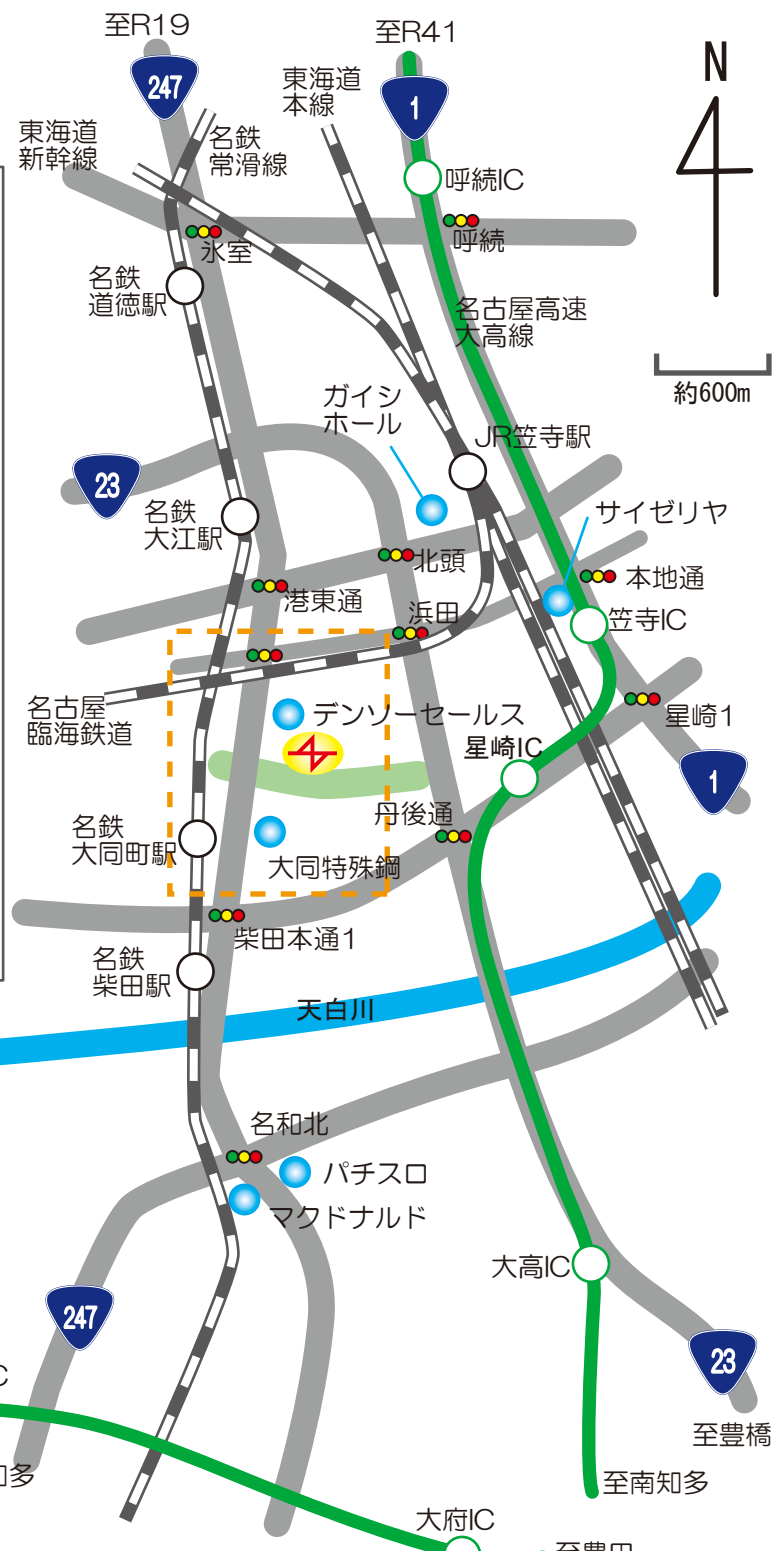 至R19
至R41
247
1
N
東海道
本線
東海道
新幹線
名鉄
常滑線
呼続IC
呼続
氷室
名鉄
道徳駅
名古屋高速
大高線
約600m
ガイシ
ホール
JR笠寺駅
23
名鉄
大江駅
サイゼリヤ
北頭
本地通
港東通
浜田
笠寺IC
名古屋
臨海鉄道
デンソーセールス
星崎1
星崎IC
1
丹後通
名鉄
大同町駅
大同特殊鋼
柴田本通1
名鉄
柴田駅
天白川
名和北
パチスロ
マクドナルド
大高IC
247
23
C
至豊橋
知多
至南知多
大府IC
至豊田